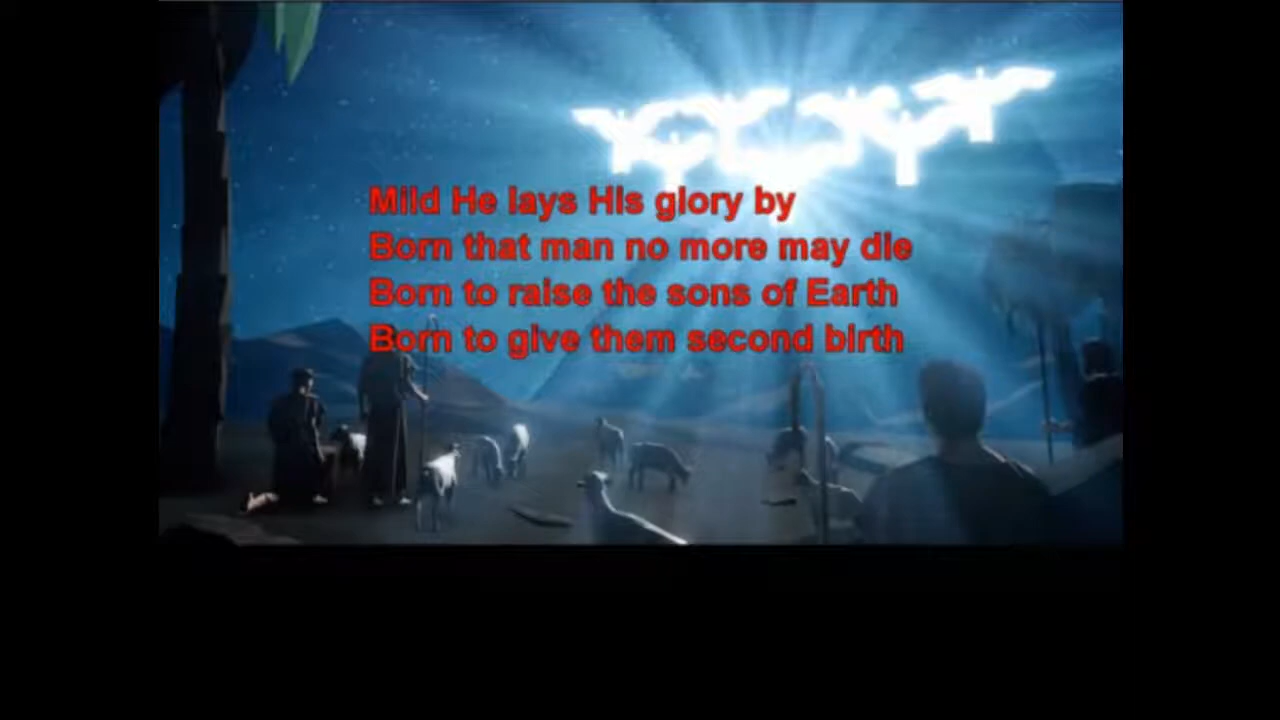 Mild He lays His glory by
Born that man no more may die
Born to raise the sons of Earth
Born to give them second birth